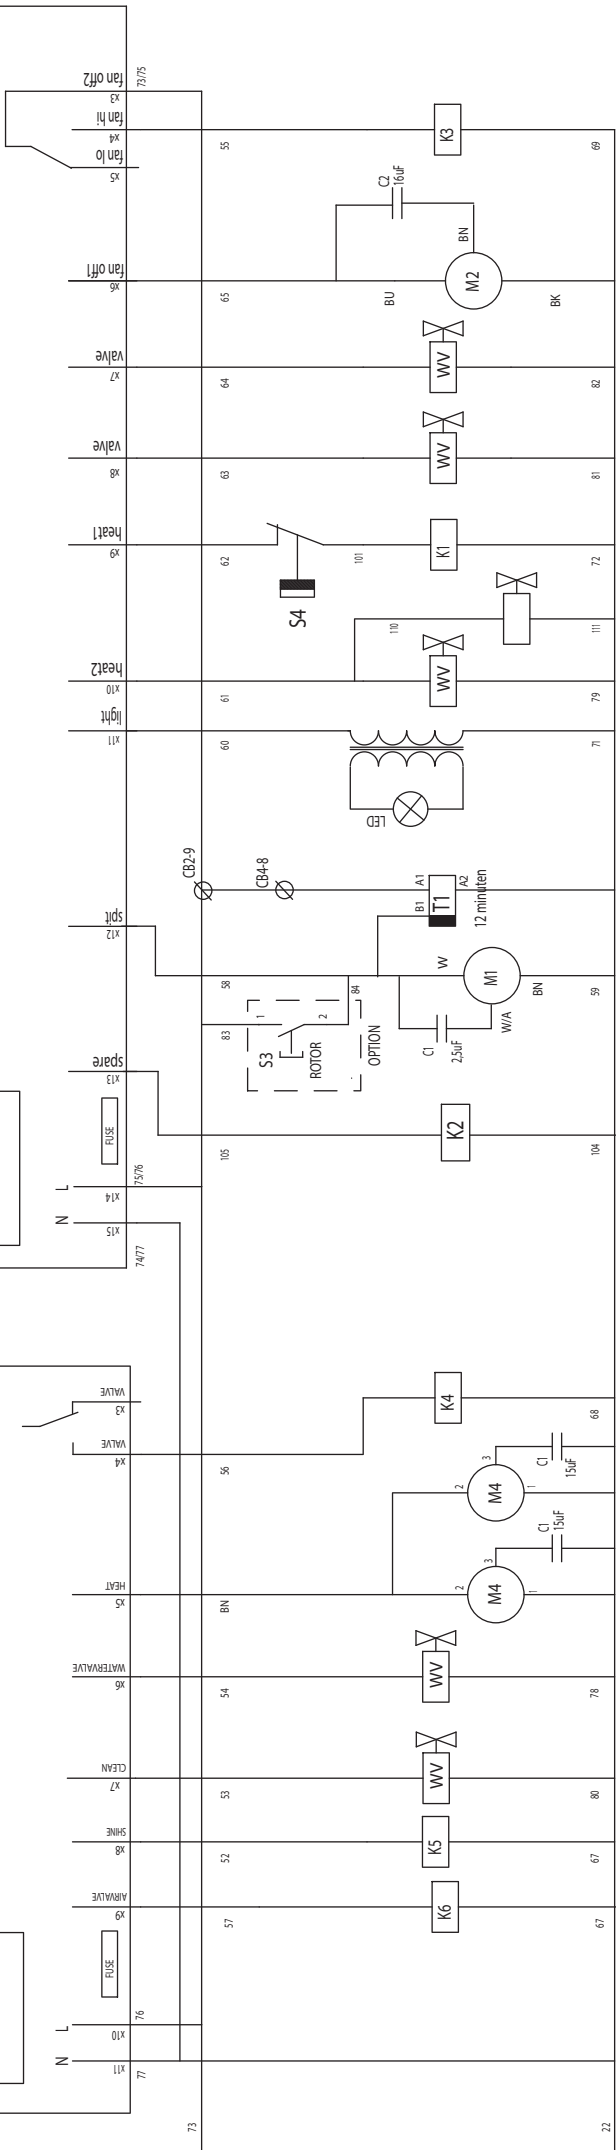 fan off2
x3
73/75
fan hi
x4
55
K3
69
fan lo
x5
C2
16uF
BN
fan off1
x6
65
BU
M2
BK
valve
x7
64
WV
82
valve
x8
63
WV
81
heat1
x9
62
101
K1
72
S4
110
111
heat2
x10
61
WV
79
light
x11
60
71
LED
CB2-9
CB4-8
A1
A2
B1
T1
12 minuten
spit
x12
58
84
W
M1
BN
59
W/A
C1
2,5uF
83
1
2
S3
ROTOR
OPTION
spare
x13
FUSE
105
K2
104
L
x14
75/76
N
x15
74/77
VALVE
x3
K4
68
VALVE
x4
56
2
3
M4
1
C1
15uF
2
3
M4
1
C1
15uF
HEAT
x5
BN
WATERVALVE
x6
54
WV
78
CLEAN
x7
53
WV
80
SHINE
x8
52
K5
67
AIRVALVE
x9
57
K6
67
FUSE
L
x10
76
N
x11
77
73
22